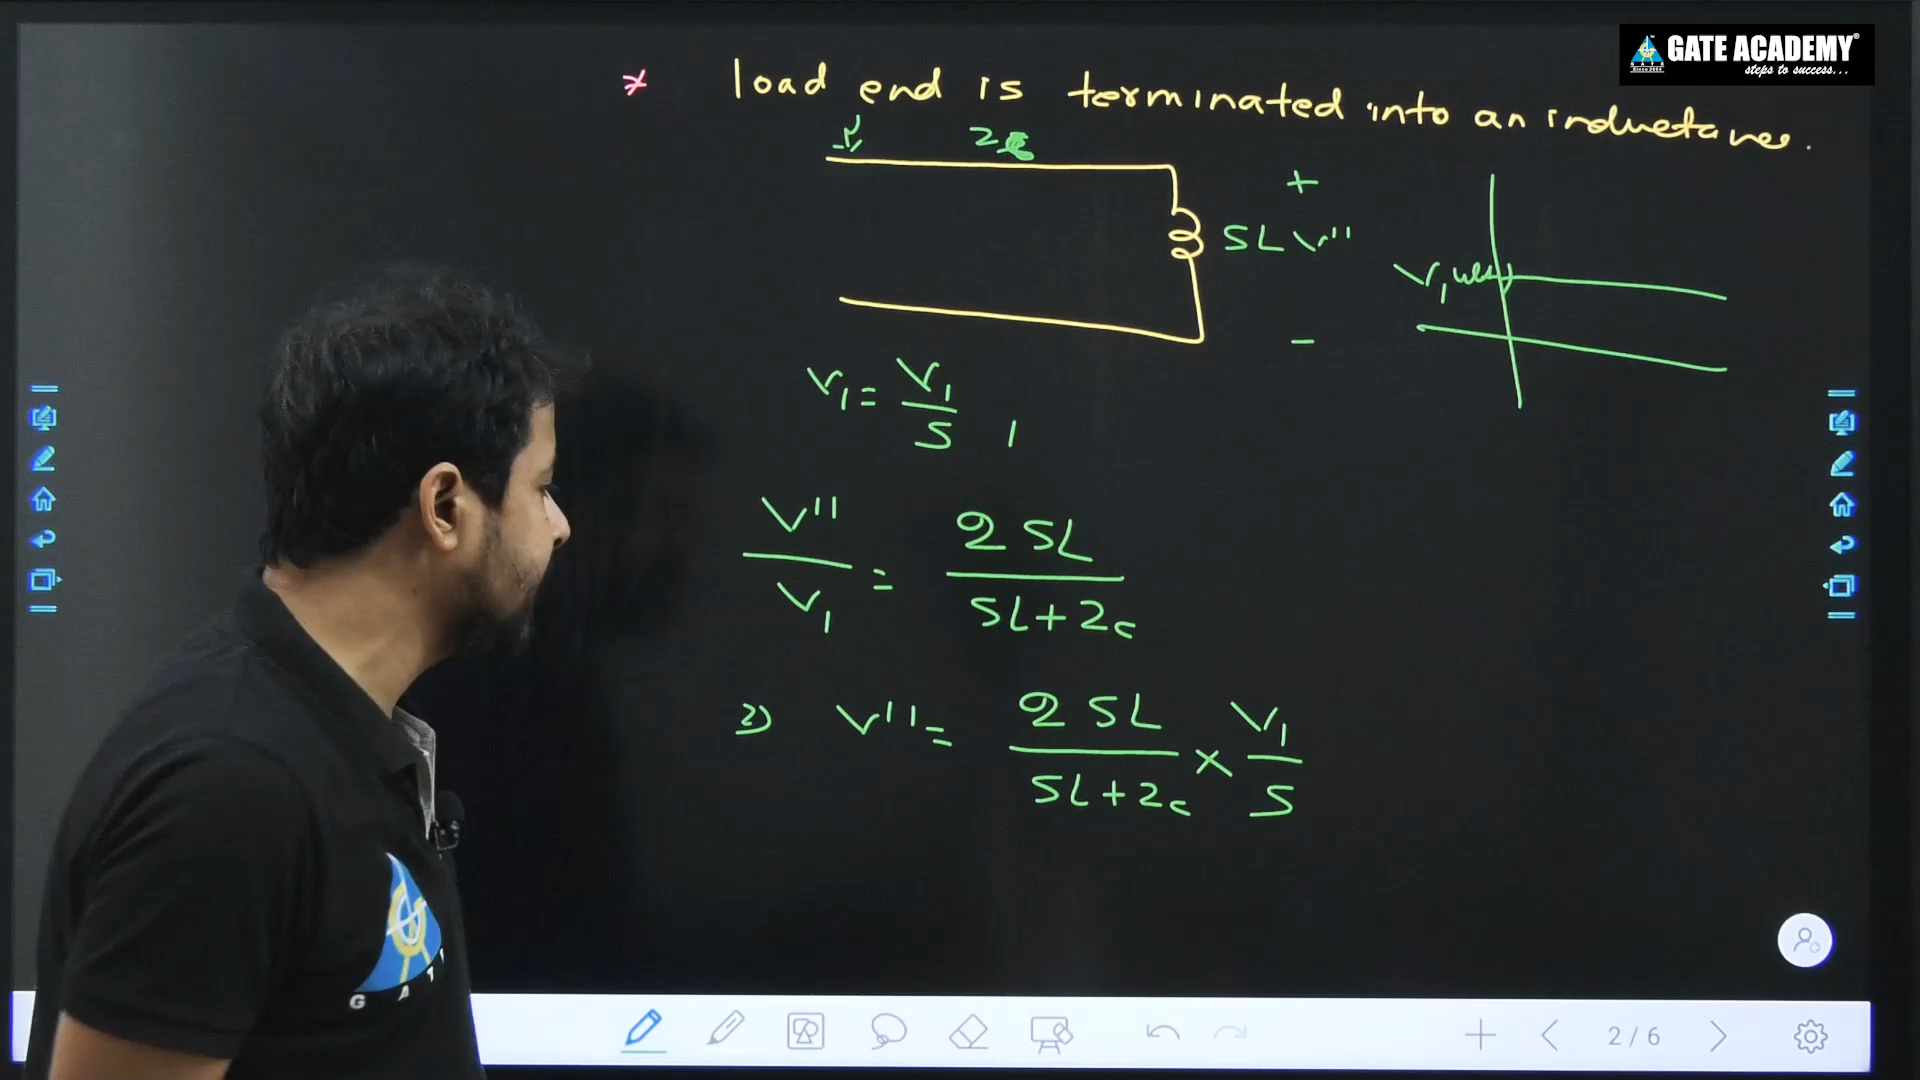 GATE ACADEMY®
steps to success...
* load end is terminated into an inductance.
Zc
+
SL V''
V1 u(t)
-
V1 = V1/S
V''/V1 = 2SL/SL+Zc
=> V'' = 2SL/SL+Zc × V1/S
GATE
2 / 6